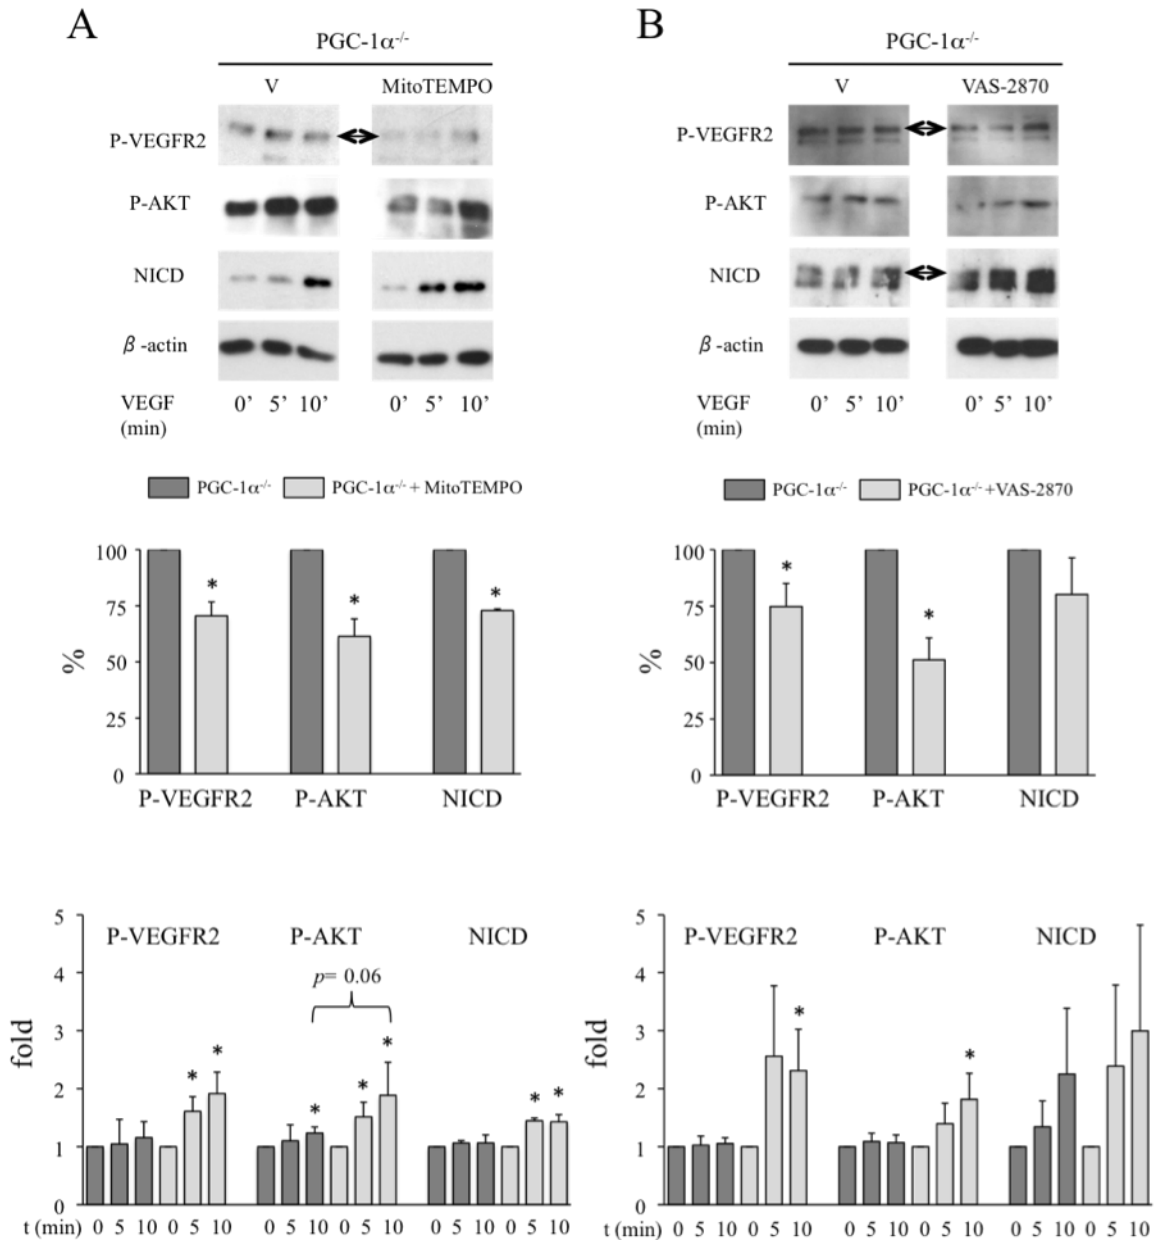 A
PGC-1α-/-
V MitoTEMPO
P-VEGFR2
P-AKT
NICD
β-actin
VEGF 0’ 5’ 10’ 0’ 5’ 10’
(min)
PGC-1α-/- PGC-1α-/- + MitoTEMPO
100
75
50
25
0
%
* * *
P-VEGFR2 P-AKT NICD
5
4
3
2
1
0
fold
P-VEGFR2 P-AKT NICD
p= 0.06
* * * * * * *
t (min) 0 5 10 0 5 10 0 5 10 0 5 10 0 5 10 0 5 10
B
PGC-1α-/-
V VAS-2870
P-VEGFR2
P-AKT
NICD
β-actin
VEGF 0’ 5’ 10’ 0’ 5’ 10’
(min)
PGC-1α-/- PGC-1α-/- +VAS-2870
100
75
50
25
0
%
* *
P-VEGFR2 P-AKT NICD
5
4
3
2
1
0
fold
P-VEGFR2 P-AKT NICD
* *
t (min) 0 5 10 0 5 10 0 5 10 0 5 10 0 5 10 0 5 10